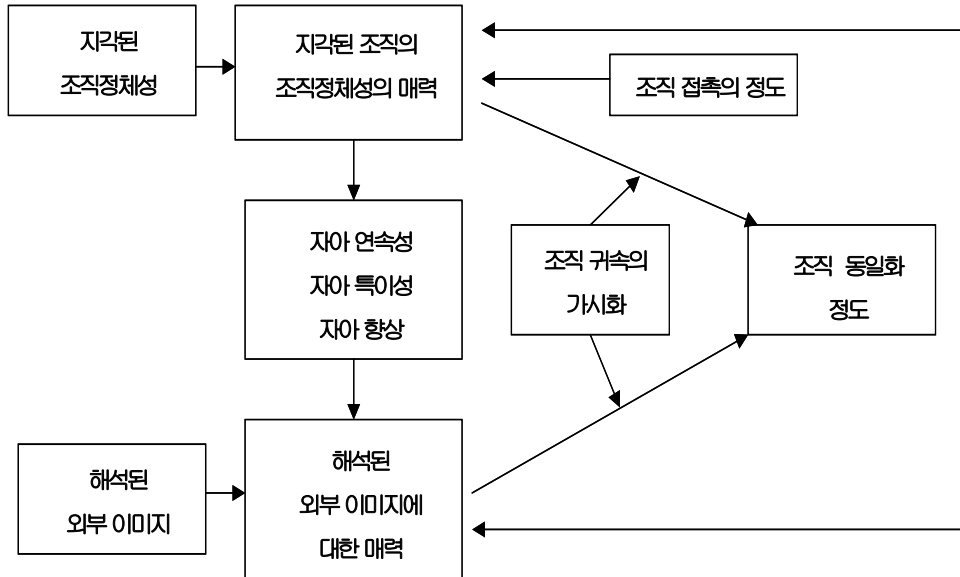 지각된
조직정체성
지각된 조직의
조직정체성의 매력
조직 접촉의 정도
자아 연속성
자아 특이성
자아 향상
조직 귀속의
가시화
조직 동일화
정도
해석된
외부 이미지
해석된
외부 이미지에
대한 매력